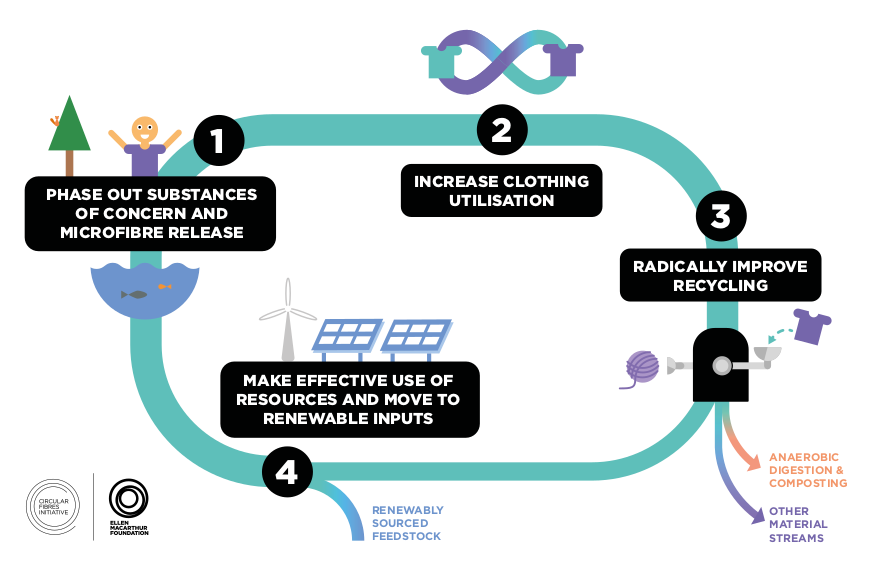 1
PHASE OUT SUBSTANCES
OF CONCERN AND
MICROFIBRE RELEASE
2
INCREASE CLOTHING
UTILISATION
3
RADICALLY IMPROVE
RECYCLING
MAKE EFFECTIVE USE OF
RESOURCES AND MOVE TO
RENEWABLE INPUTS
4
RENEWABLY
SOURCED
FEEDSTOCK
ANAEROBIC
DIGESTION &
COMPOSTING
OTHER
MATERIAL
STREAMS
CIRCULAR
FIBRES
INITIATIVE
ELLEN
MACARTHUR
FOUNDATION